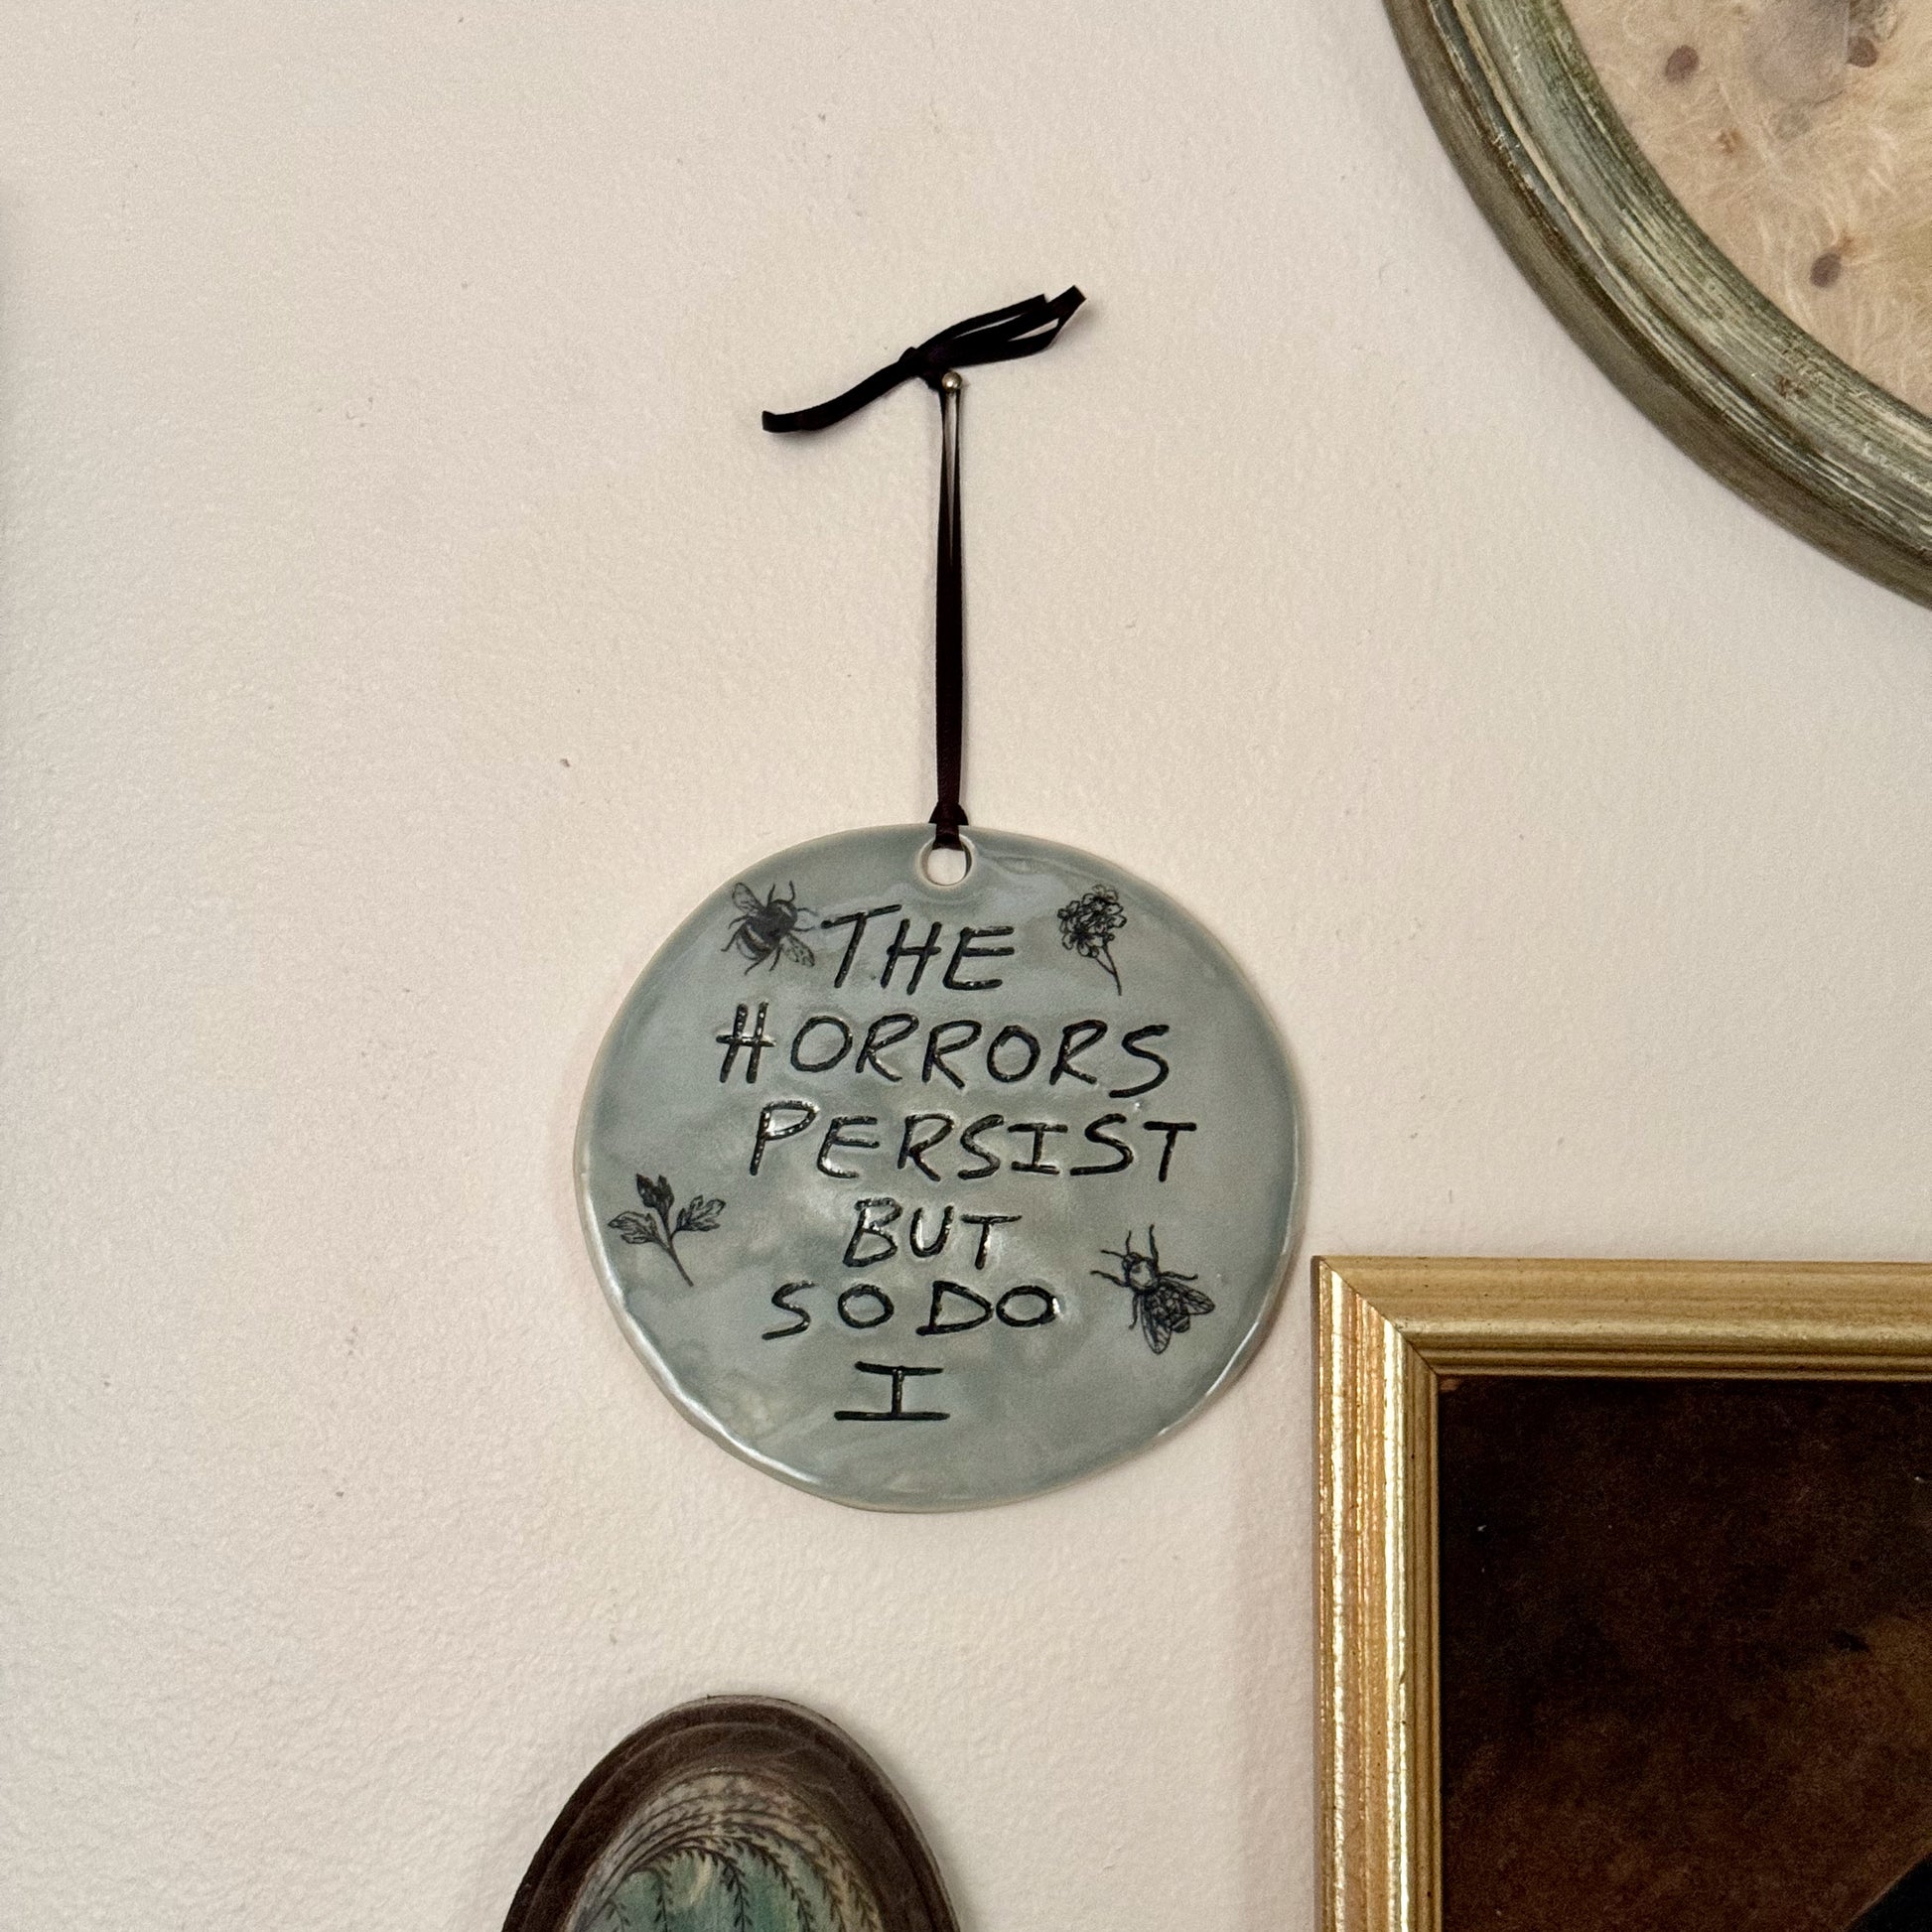 THE
HORRORS
PERSIST
BUT
SO DO
I